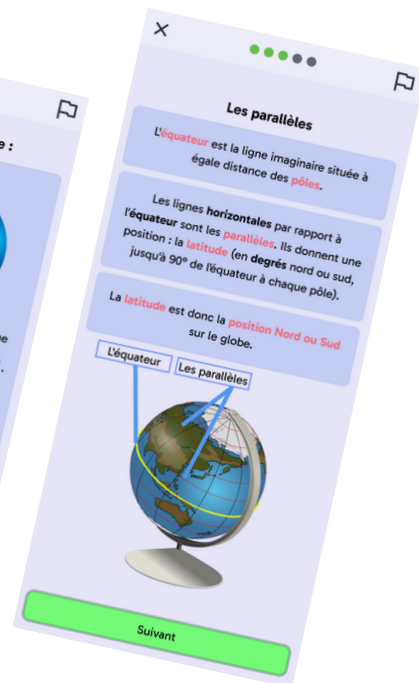 e :
ne
.
Les parallèles
L'équateur est la ligne imaginaire située à
égale distance des pôles.
Les lignes horizontales par rapport à
l'équateur sont les parallèles. Ils donnent une
position : la latitude (en degrés nord ou sud,
jusqu'à 90° de l'équateur à chaque pôle).
La latitude est donc la position Nord ou Sud
sur le globe.
L'équateur
Les parallèles
Suivant